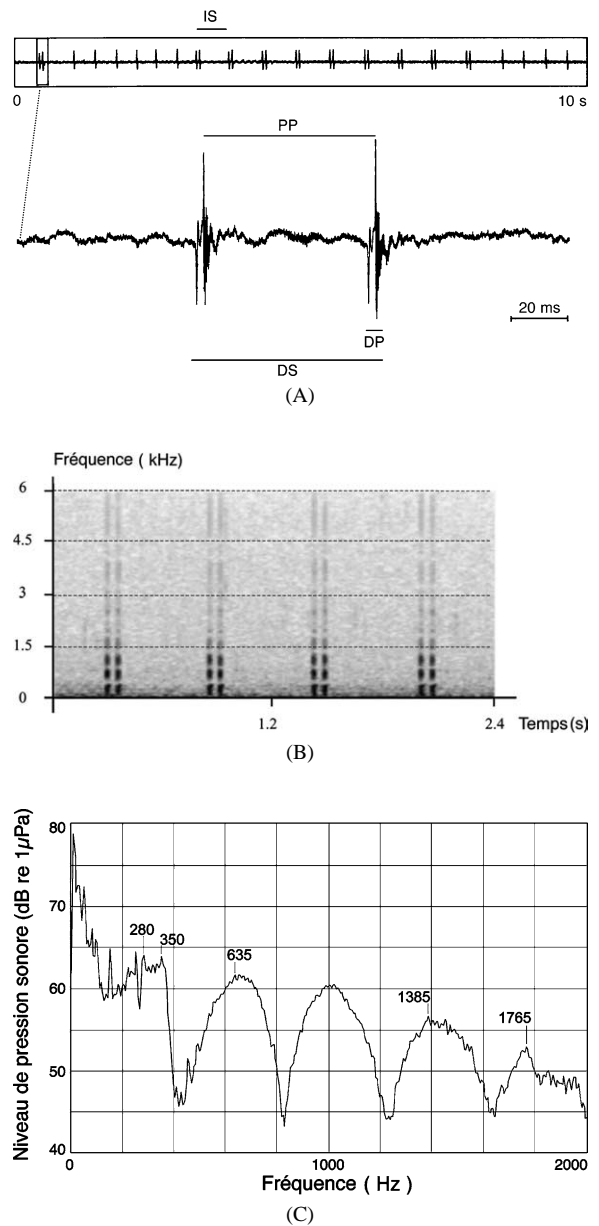 IS
0 10 s
PP
20 ms
DP
DS
(A)
Fréquence ( kHz)
6
4.5
3
1.5
0
1.2 2.4 Temps(s)
(B)
Niveau de pression sonore (dB re 1µPa)
80
70
60
50
40
280
350
635
1385
1765
0 1000 2000
Fréquence ( Hz )
(C)